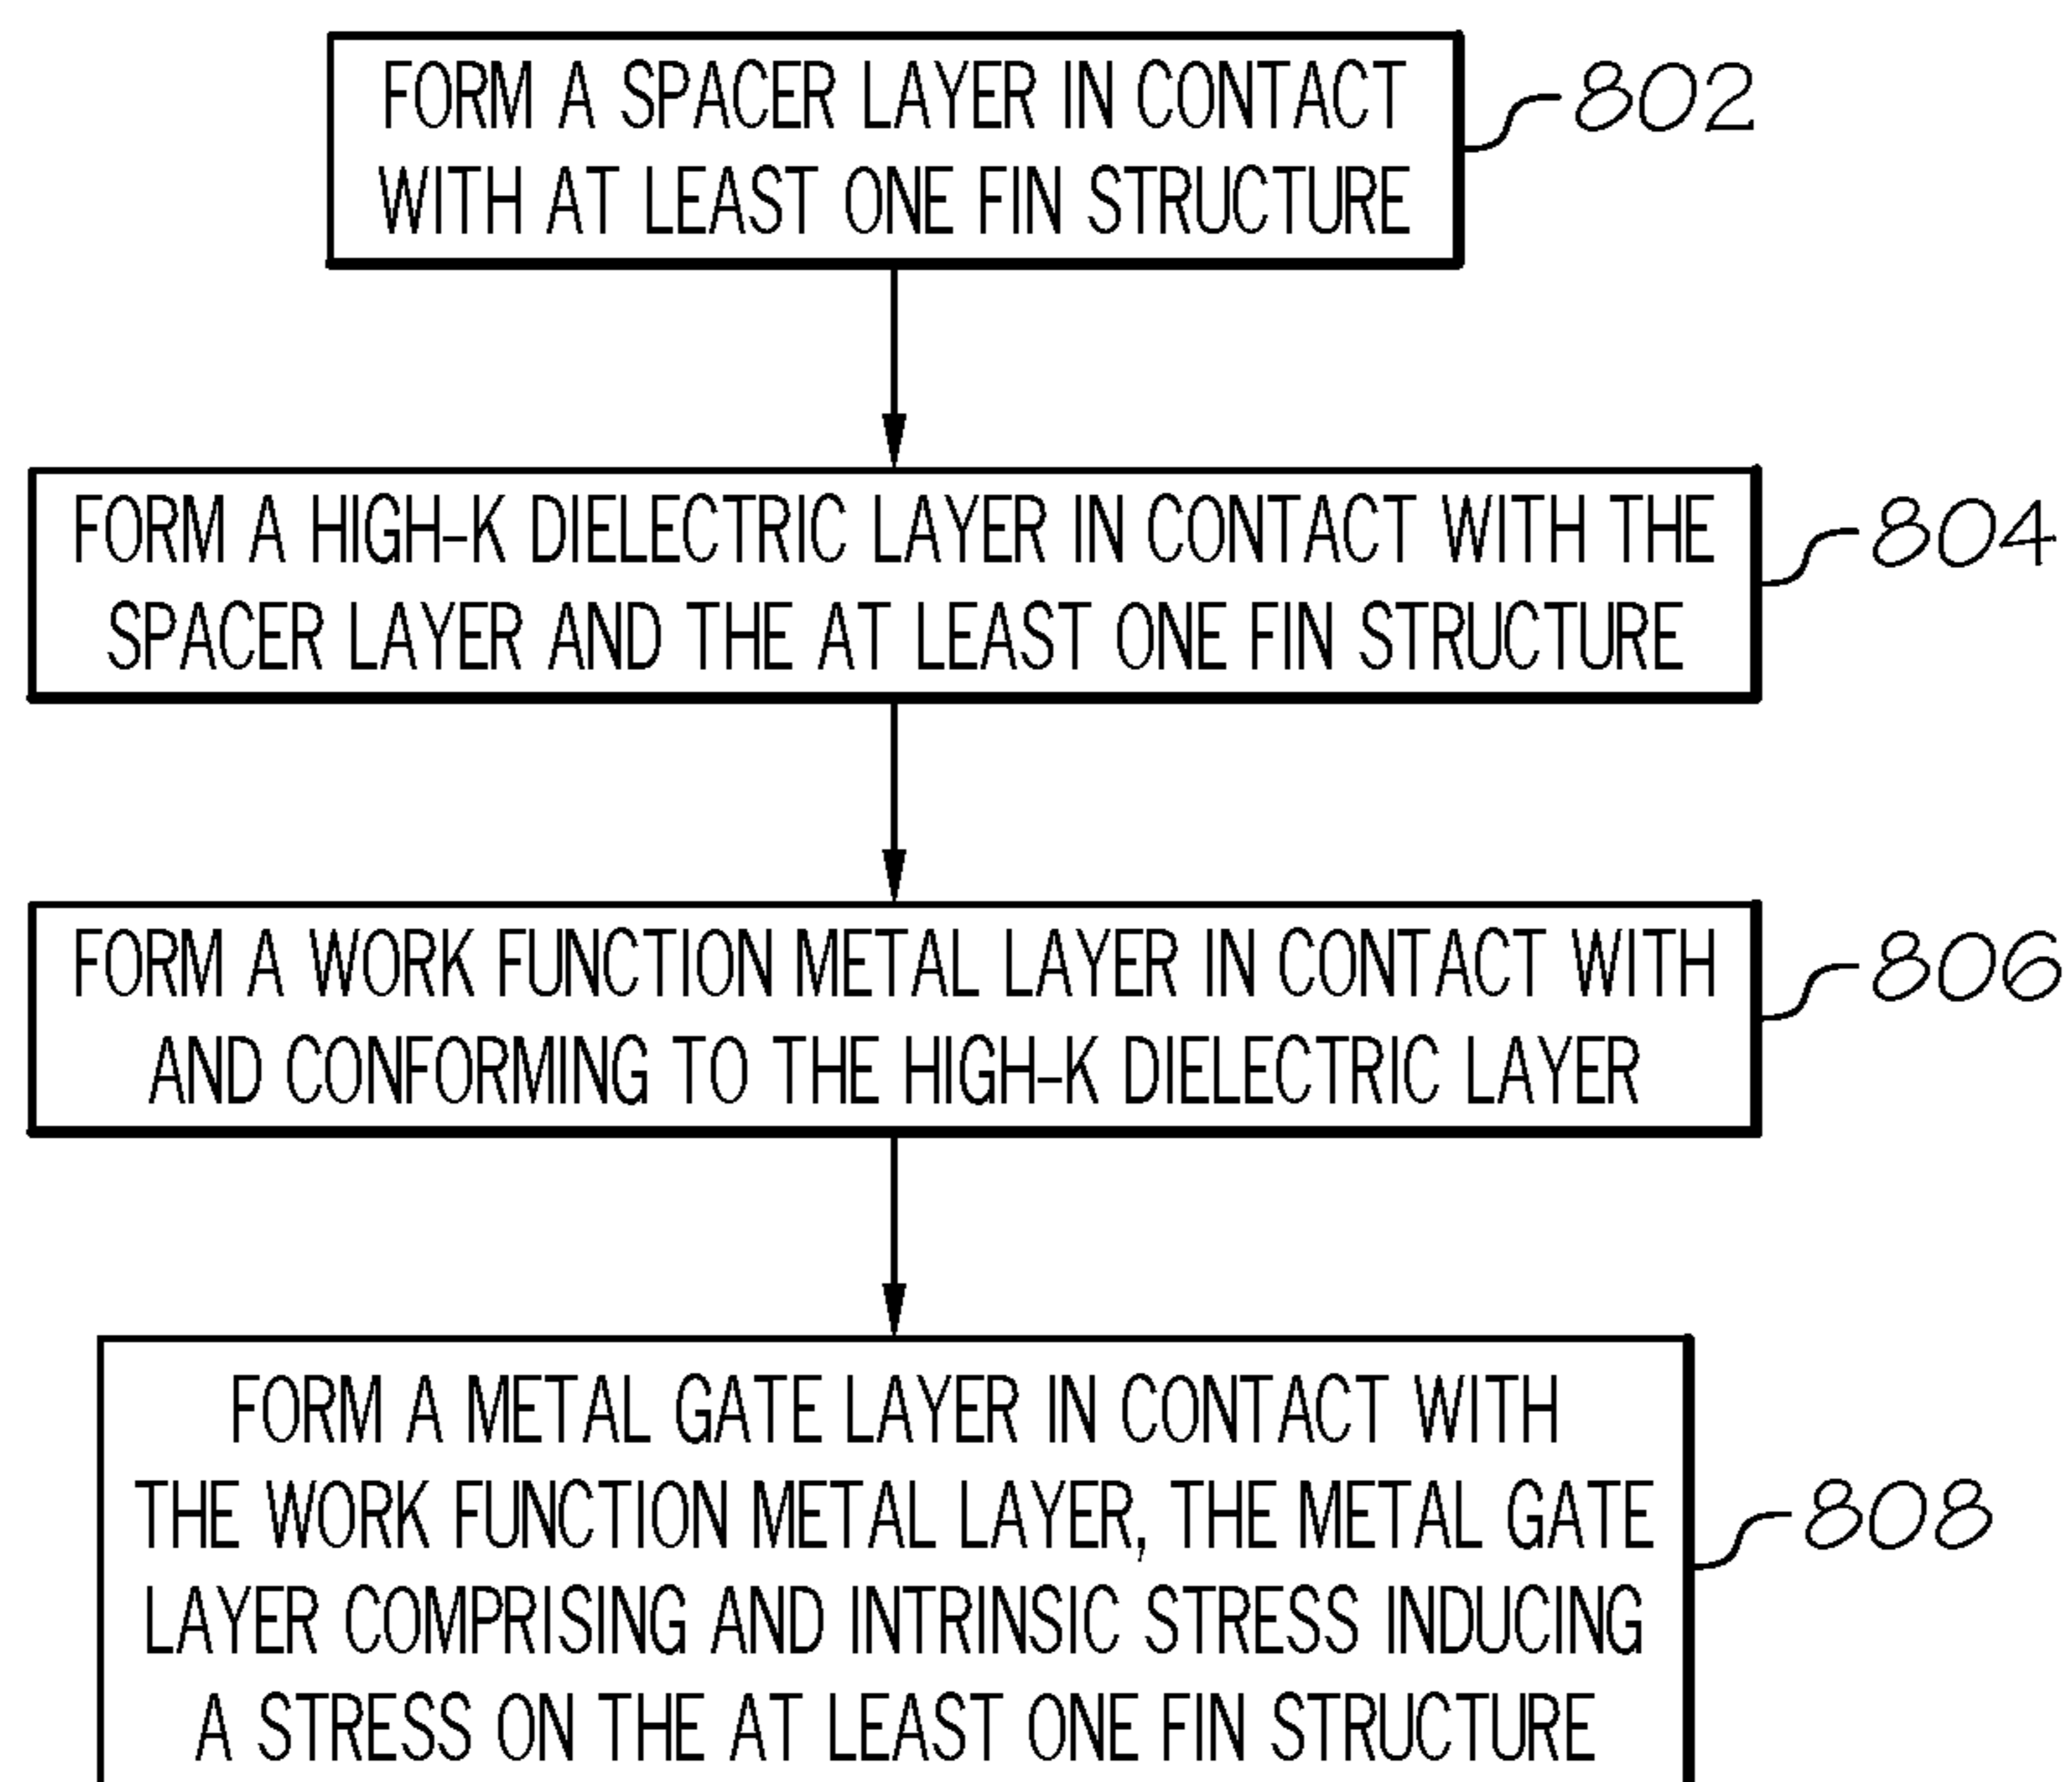 FORM A SPACER LAYER IN CONTACT
WITH AT LEAST ONE FIN STRUCTURE
802
FORM A HIGH-K DIELECTRIC LAYER IN CONTACT WITH THE
SPACER LAYER AND THE AT LEAST ONE FIN STRUCTURE
804
FORM A WORK FUNCTION METAL LAYER IN CONTACT WITH
AND CONFORMING TO THE HIGH-K DIELECTRIC LAYER
806
FORM A METAL GATE LAYER IN CONTACT WITH
THE WORK FUNCTION METAL LAYER, THE METAL GATE
LAYER COMPRISING AND INTRINSIC STRESS INDUCING
A STRESS ON THE AT LEAST ONE FIN STRUCTURE
808